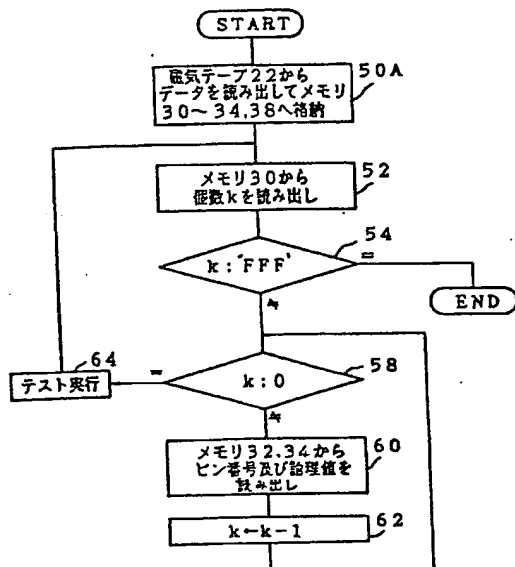 START
磁気テープ22から
データを読み出してメモリ
30～34,38へ格納
50A
メモリ30から
個数kを読み出し
52
k:'FFF'
54
=
END
≒
64
テスト実行
=
k:0
58
≒
メモリ32,34から
ピン番号及び論理値を
読み出し
60
k←k-1
62